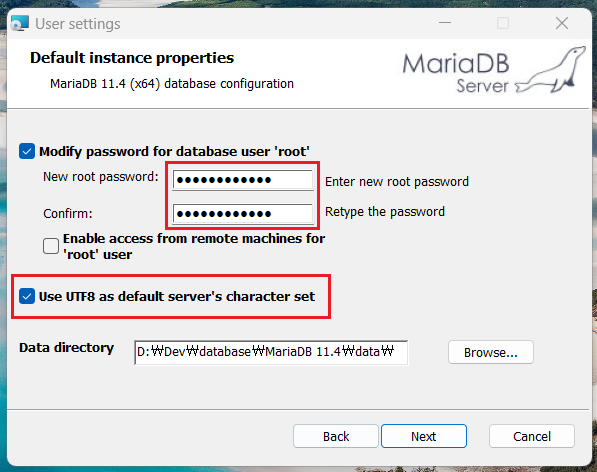 User settings
Default instance properties
MariaDB 11.4 (x64) database configuration
MariaDB
Server
Modify password for database user 'root'
New root password: ●●●●●●●●●●●● Enter new root password
Confirm: ●●●●●●●●●●●● Retype the password
Enable access from remote machines for
'root' user
Use UTF8 as default server's character set
Data directory D:₩Dev₩database₩MariaDB 11.4₩data₩ Browse...
Back Next Cancel